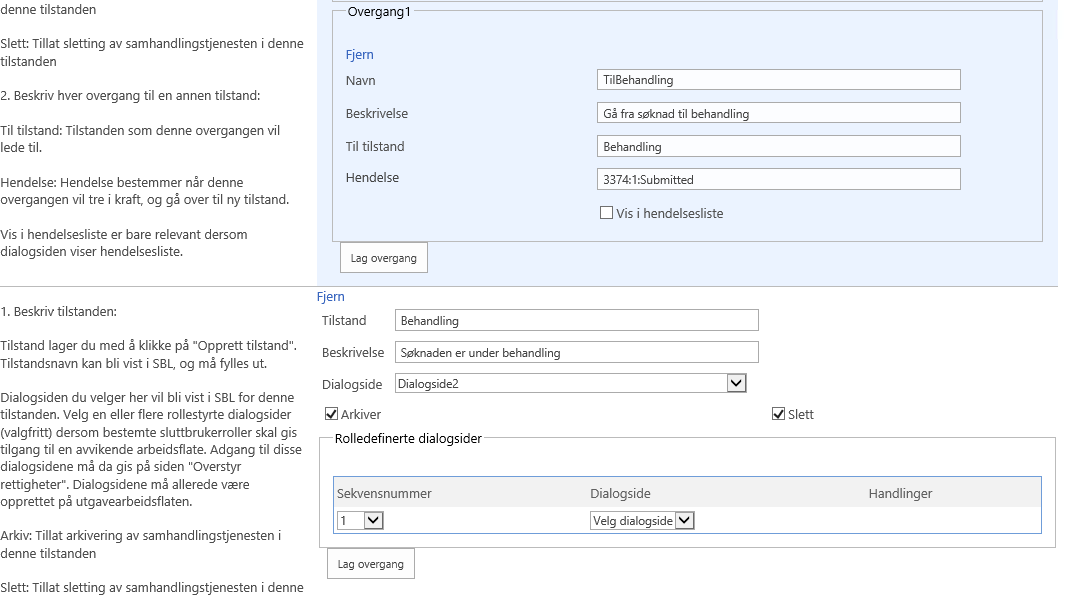 denne tilstanden
Slett: Tillat sletting av samhandlingstjenesten i denne
tilstanden
2. Beskriv hver overgang til en annen tilstand:
Til tilstand: Tilstanden som denne overgangen vil
lede til.
Hendelse: Hendelse bestemmer når denne
overgangen vil tre i kraft, og gå over til ny tilstand.
Vis i hendelsesliste er bare relevant dersom
dialogsiden viser hendelsesliste.
Overgang1
Fjern
Navn TilBehandling
Beskrivelse Gå fra søknad til behandling
Til tilstand Behandling
Hendelse 3374:1:Submitted
Vis i hendelsesliste
Lag overgang
1. Beskriv tilstanden:
Tilstand lager du med å klikke på "Opprett tilstand".
Tilstandsnavn kan bli vist i SBL, og må fylles ut.
Dialogsiden du velger her vil bli vist i SBL for denne
tilstanden. Velg en eller flere rollestyrte dialogsider
(valgfritt) dersom bestemte sluttbrukerroller skal gis
tilgang til en avvikende arbeidsflate. Adgang til disse
dialogsidene må da gis på siden "Overstyr
rettigheter". Dialogsidene må allerede være
opprettet på utgavearbeidsflaten.
Arkiv: Tillat arkivering av samhandlingstjenesten i
denne tilstanden
Slett: Tillat sletting av samhandlingstjenesten i denne
Fjern
Tilstand Behandling
Beskrivelse Søknaden er under behandling
Dialogside Dialogside2
Arkiver Slett
Rolledefinerte dialogsider
Sekvensnummer Dialogside Handlinger
1 Velg dialogside
Lag overgang